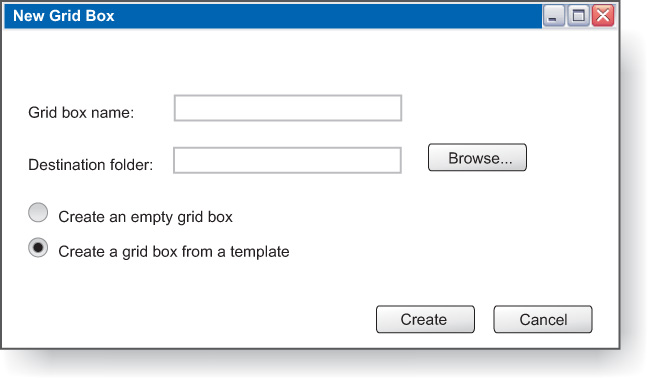 New Grid Box
Grid box name:
Destination folder:
Browse...
Create an empty grid box
Create a grid box from a template
Create
Cancel